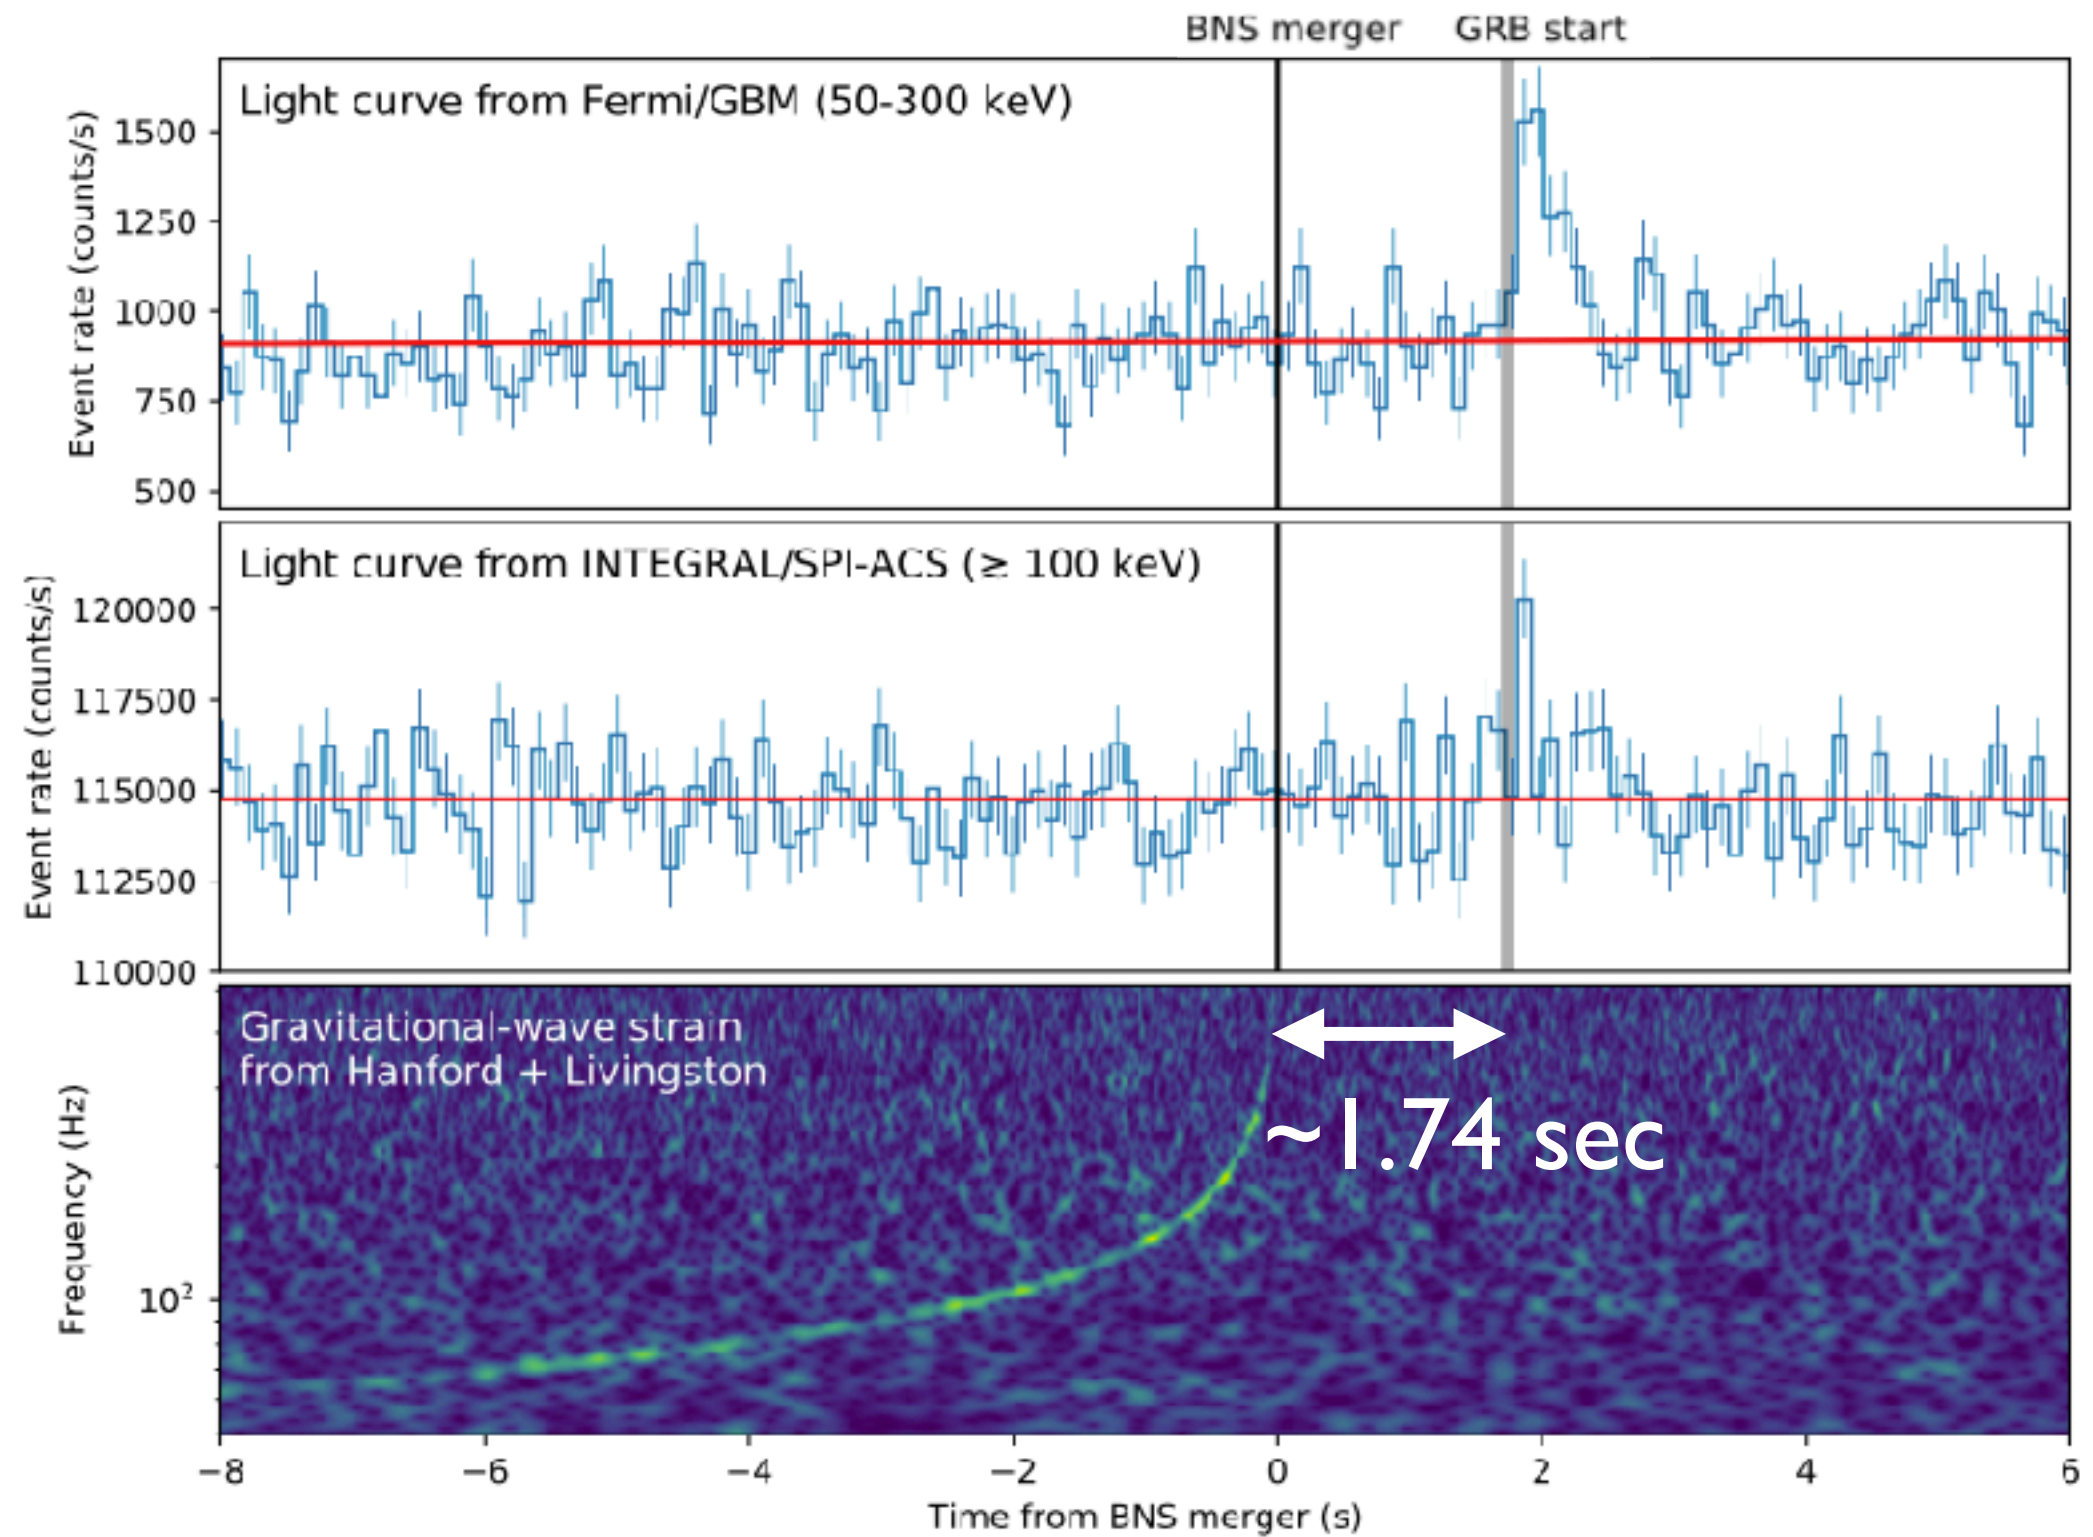 BNS merger GRB start
Light curve from Fermi/GBM (50-300 keV)
Event rate (counts/s)
1500
1250
1000
750
500
Light curve from INTEGRAL/SPI-ACS (≥ 100 keV)
Event rate (counts/s)
120000
117500
115000
112500
110000
Gravitational-wave strain
from Hanford + Livingston
~1.74 sec
Frequency (Hz)
10²
−8 −6 −4 −2 0 2 4 6
Time from BNS merger (s)